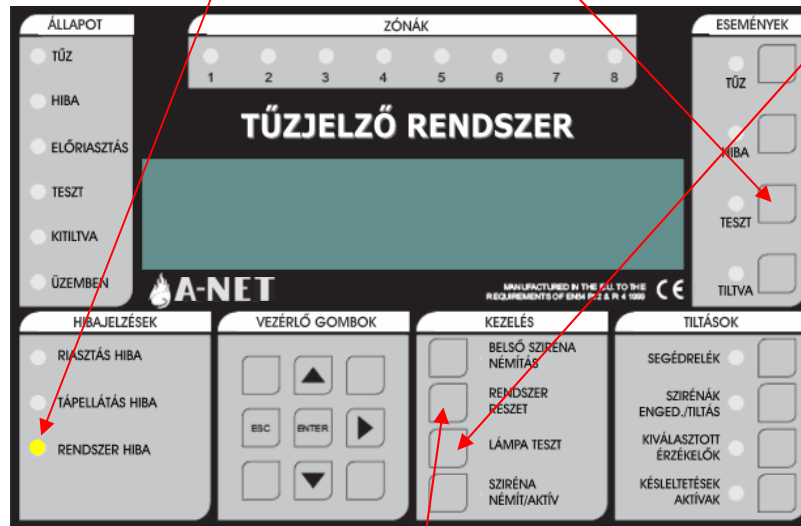 ÁLLAPOT
ZÓNÁK
ESEMÉNYEK
TŰZ
HIBA
ELŐRIASZTÁS
TESZT
KITILTVA
ÜZEMBEN
1 2 3 4 5 6 7 8
TŰZJELZŐ RENDSZER
TŰZ
HIBA
TESZT
TILTVA
A-NET
MANUFACTURED IN THE E.U. TO THE
REQUIREMENTS OF EN54 Pt 2 & Pt 4 1998
CE
HIBAJELZÉSEK
RIASZTÁS HIBA
TÁPELLÁTÁS HIBA
RENDSZER HIBA
VEZÉRLŐ GOMBOK
ESC
ENTER
KEZELÉS
BELSŐ SZIRÉNA
NÉMÍTÁS
RENDSZER
RESZET
LÁMPA TESZT
SZIRÉNA
NÉMÍT/AKTÍV
TILTÁSOK
SEGÉDRELÉK
SZIRÉNÁK
ENGED./TILTÁS
KIVÁLASZTOTT
ÉRZÉKELŐK
KÉSLELTETÉSEK
AKTÍVAK